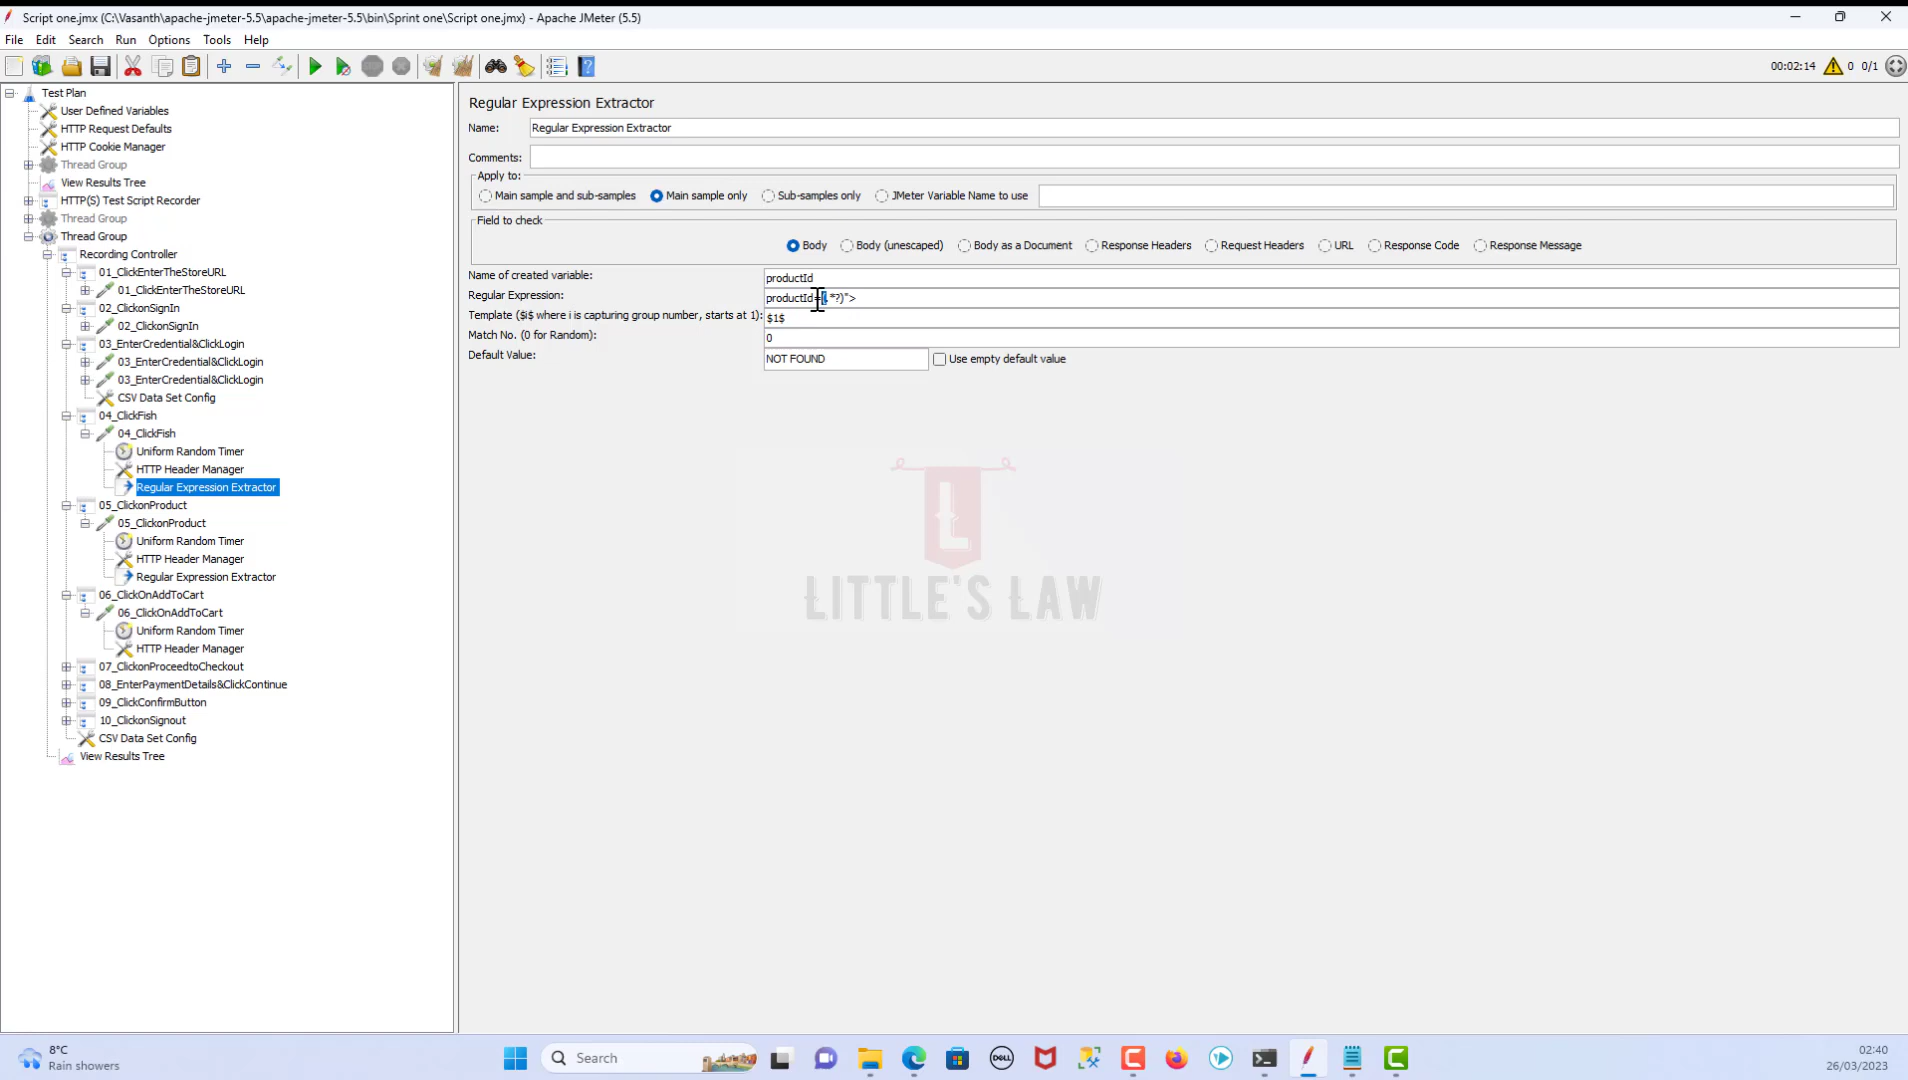 Script one.jmx (C:\Vasanth\apache-jmeter-5.5\apache-jmeter-5.5\bin\Sprint one\Script one.jmx) - Apache JMeter (5.5)
File Edit Search Run Options Tools Help
00:02:14 0 0/1
Test Plan
User Defined Variables
HTTP Request Defaults
HTTP Cookie Manager
Thread Group
View Results Tree
HTTP(S) Test Script Recorder
Thread Group
Thread Group
Recording Controller
01_ClickEnterTheStoreURL
01_ClickEnterTheStoreURL
02_ClickonSignIn
02_ClickonSignIn
03_EnterCredential&ClickLogin
03_EnterCredential&ClickLogin
03_EnterCredential&ClickLogin
CSV Data Set Config
04_ClickFish
04_ClickFish
Uniform Random Timer
HTTP Header Manager
Regular Expression Extractor
05_ClickonProduct
05_ClickonProduct
Uniform Random Timer
HTTP Header Manager
Regular Expression Extractor
06_ClickOnAddToCart
06_ClickOnAddToCart
Uniform Random Timer
HTTP Header Manager
07_ClickonProceedtoCheckout
08_EnterPaymentDetails&ClickContinue
09_ClickConfirmButton
10_ClickonSignout
CSV Data Set Config
View Results Tree
Regular Expression Extractor
Name: Regular Expression Extractor
Comments:
Apply to:
Main sample and sub-samples Main sample only Sub-samples only JMeter Variable Name to use
Field to check
Body Body (unescaped) Body as a Document Response Headers Request Headers URL Response Code Response Message
Name of created variable: productId
Regular Expression: productId=(.*?)">
Template ($i$ where i is capturing group number, starts at 1): $1$
Match No. (0 for Random): 0
Default Value: NOT FOUND Use empty default value
L
LITTLE'S LAW
8°C
Rain showers
Search
DELL
02:40
26/03/2023